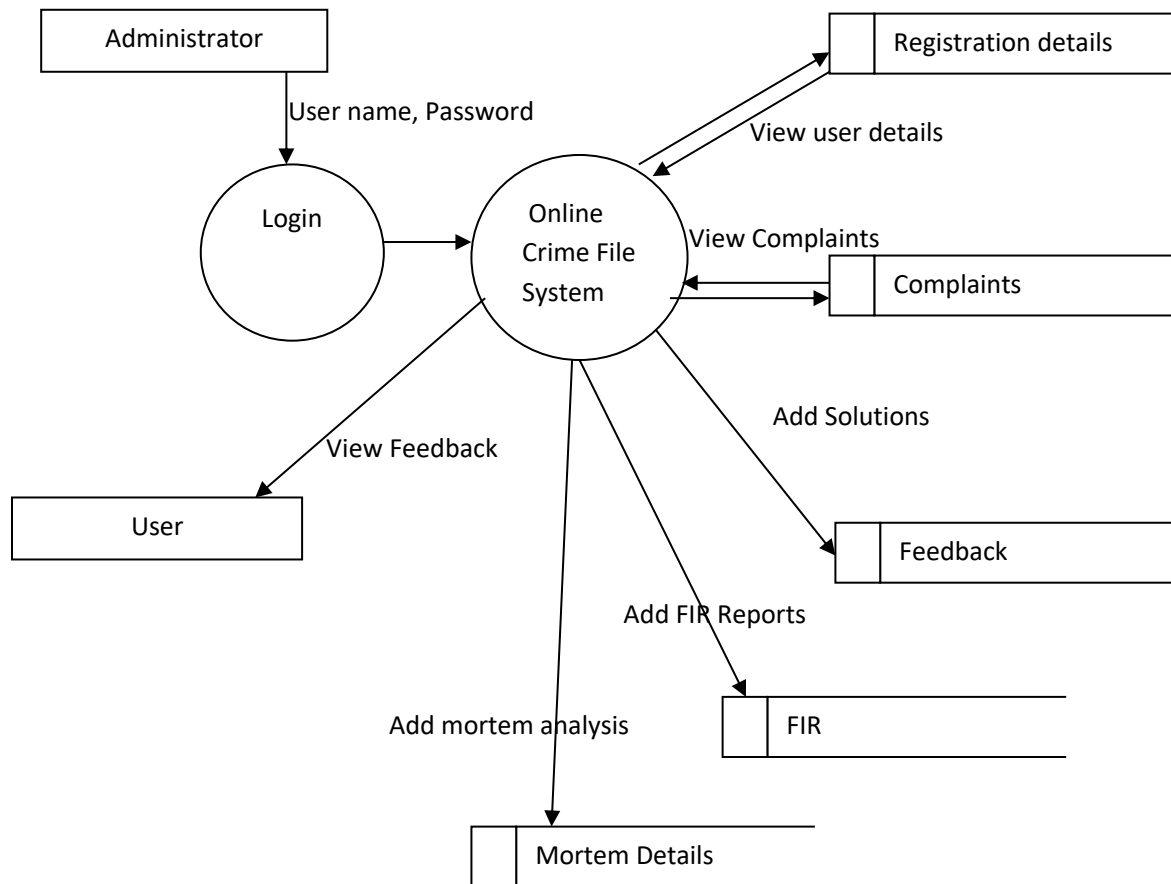 Administrator
Registration details
User name, Password
View user details
Login
Online
Crime File
System
View Complaints
Complaints
Add Solutions
View Feedback
User
Feedback
Add FIR Reports
Add mortem analysis
FIR
Mortem Details